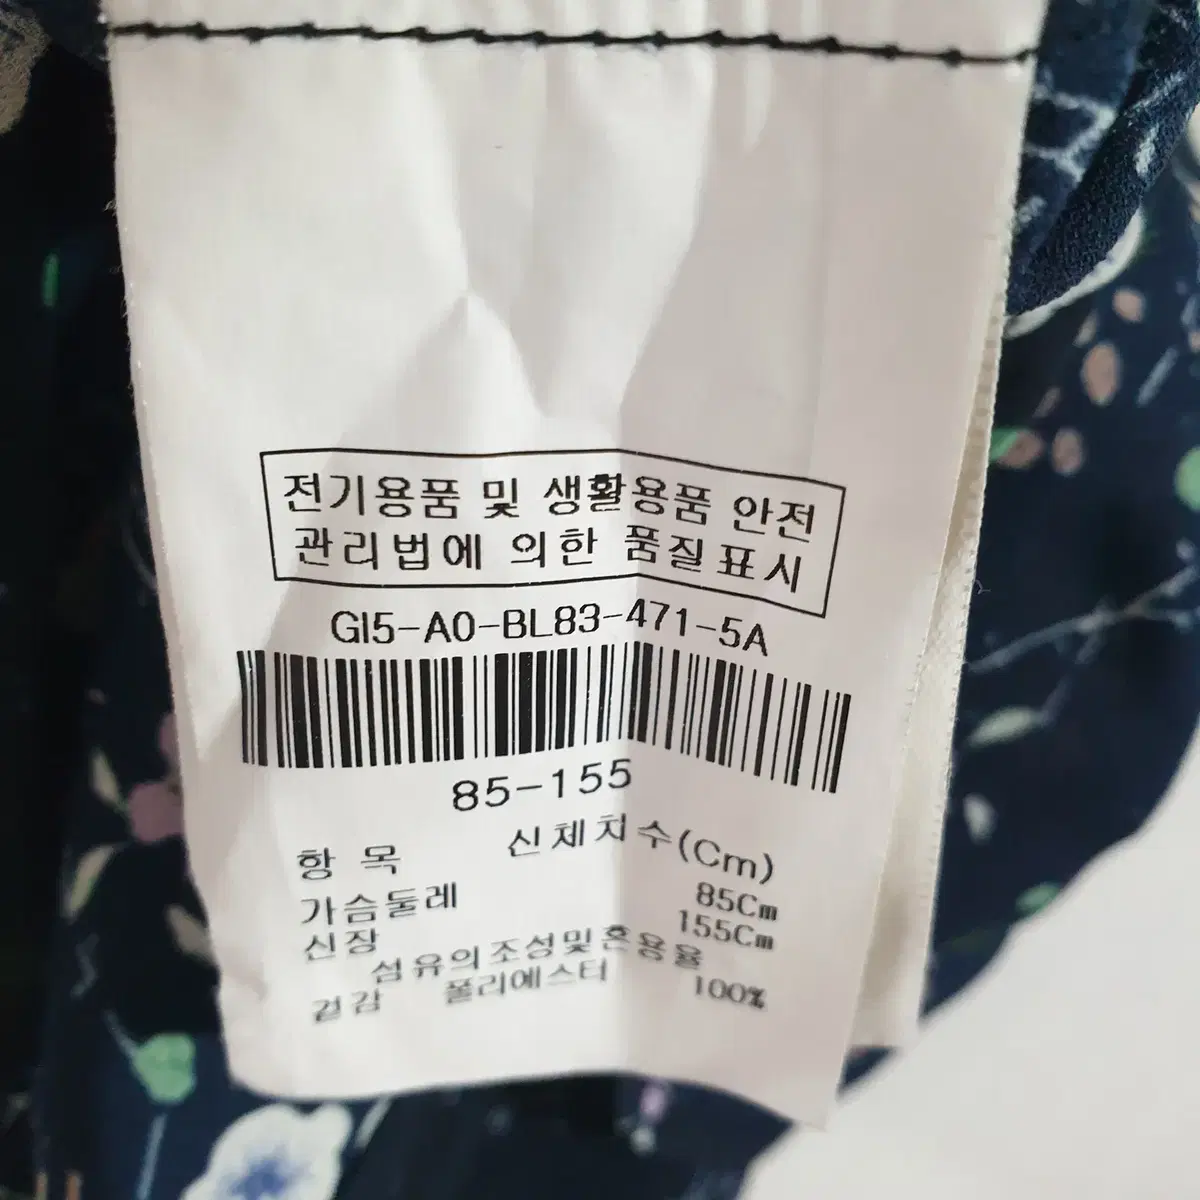 전기용품 및 생활용품 안전
관리법에 의한 품질표시
GI5-A0-BL83-471-5A
85-155
항 목 신체치수(Cm)
가슴둘레 85Cm
신장 155Cm
섬유의조성및혼용율
겉감 폴리에스터 100%